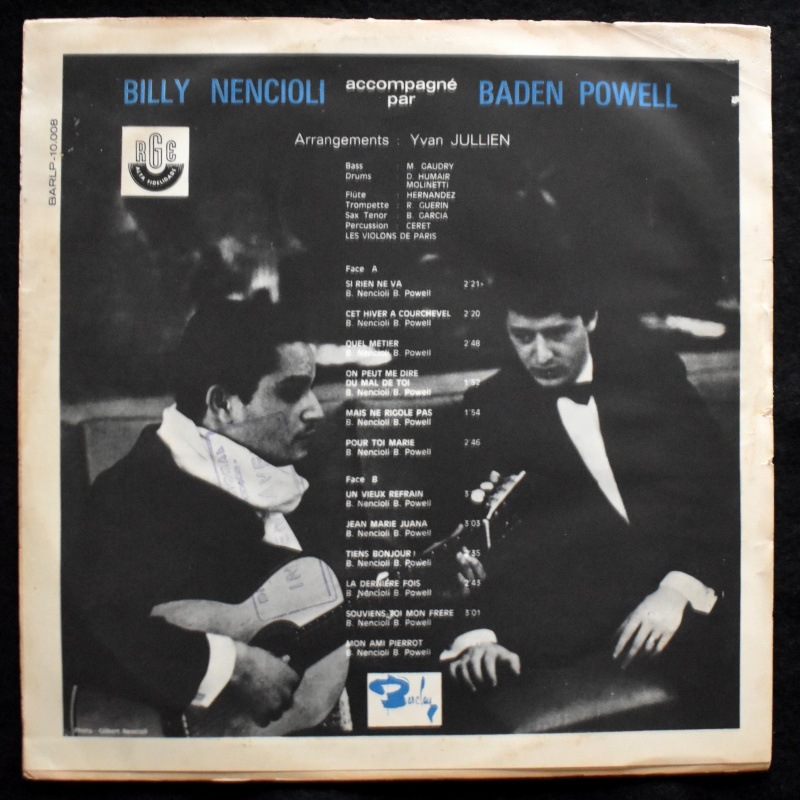 BILLY NENCIOLI accompagné par BADEN POWELL
BARLP-10.008
RGE
ALTA FIDELIDADE
Arrangements : Yvan JULLIEN
Bass : M. GAUDRY
Drums : D. HUMAIR
MOLINETTI
Flûte : HERNANDEZ
Trompette : R. GUERIN
Sax Tenor : B. GARCIA
Percussion : CERET
LES VIOLONS DE PARIS
Face A
SI RIEN NE VA 2'21
B. Nencioli B. Powell
CET HIVER A COURCHEVEL 2'20
B. Nencioli B. Powell
QUEL METIER 2'48
B. Nencioli B. Powell
ON PEUT ME DIRE
DU MAL DE TOI 1'52
B. Nencioli B. Powell
MAIS NE RIGOLE PAS 1'54
B. Nencioli B. Powell
POUR TOI MARIE 2'46
B. Nencioli B. Powell
Face B
UN VIEUX REFRAIN
B. Nencioli B. Powell
JEAN MARIE JUANA 3'03
B. Nencioli B. Powell
TIENS BONJOUR !
B. Nencioli B. Powell
LA DERNIÈRE FOIS 2'43
B. Nencioli B. Powell
SOUVIENS TOI MON FRERE 3'01
B. Nencioli B. Powell
MON AMI PIERROT
B. Nencioli B. Powell
Barclay
Photo : Gilbert Nencioli